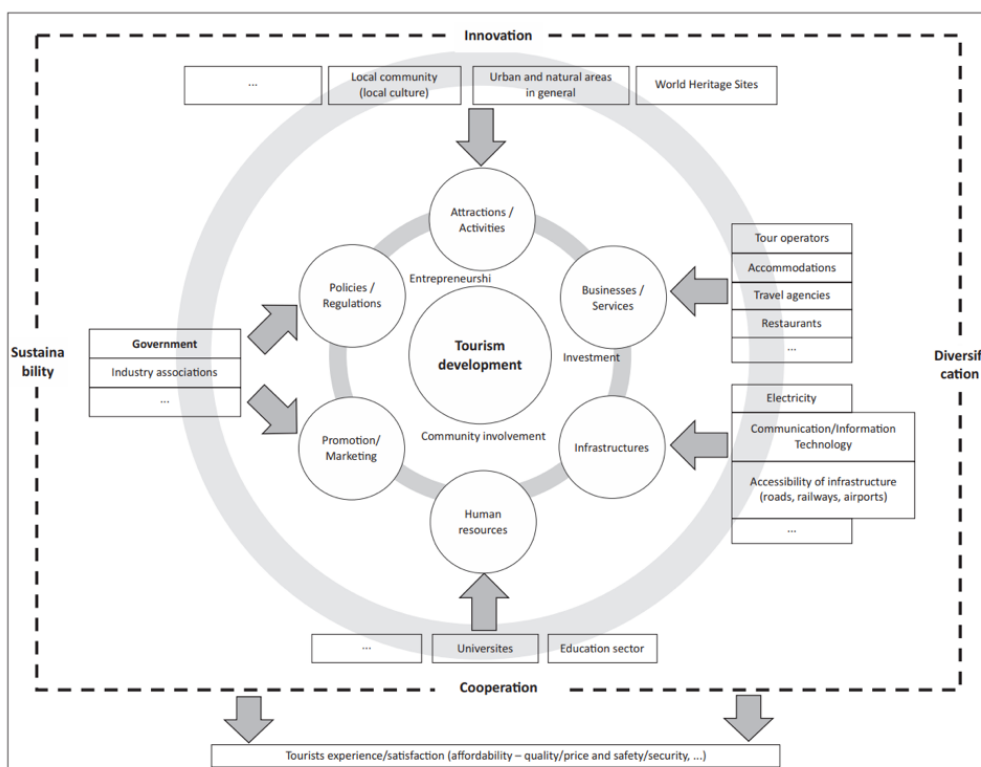 Innovation
...
Local community
(local culture)
Urban and natural areas
in general
World Heritage Sites
Attractions /
Activities
Policies /
Regulations
Entrepreneurshi
Businesses /
Services
Tour operators
Accommodations
Travel agencies
Restaurants
...
Government
Industry associations
...
Sustaina
bility
Tourism
development
Investment
Diversifi
cation
Promotion/
Marketing
Community involvement
Infrastructures
Electricity
Communication/Information
Technology
Accessibility of infrastructure
(roads, railways, airports)
...
Human
resources
...
Universites
Education sector
Cooperation
Tourists experience/satisfaction (affordability – quality/price and safety/security, ...)